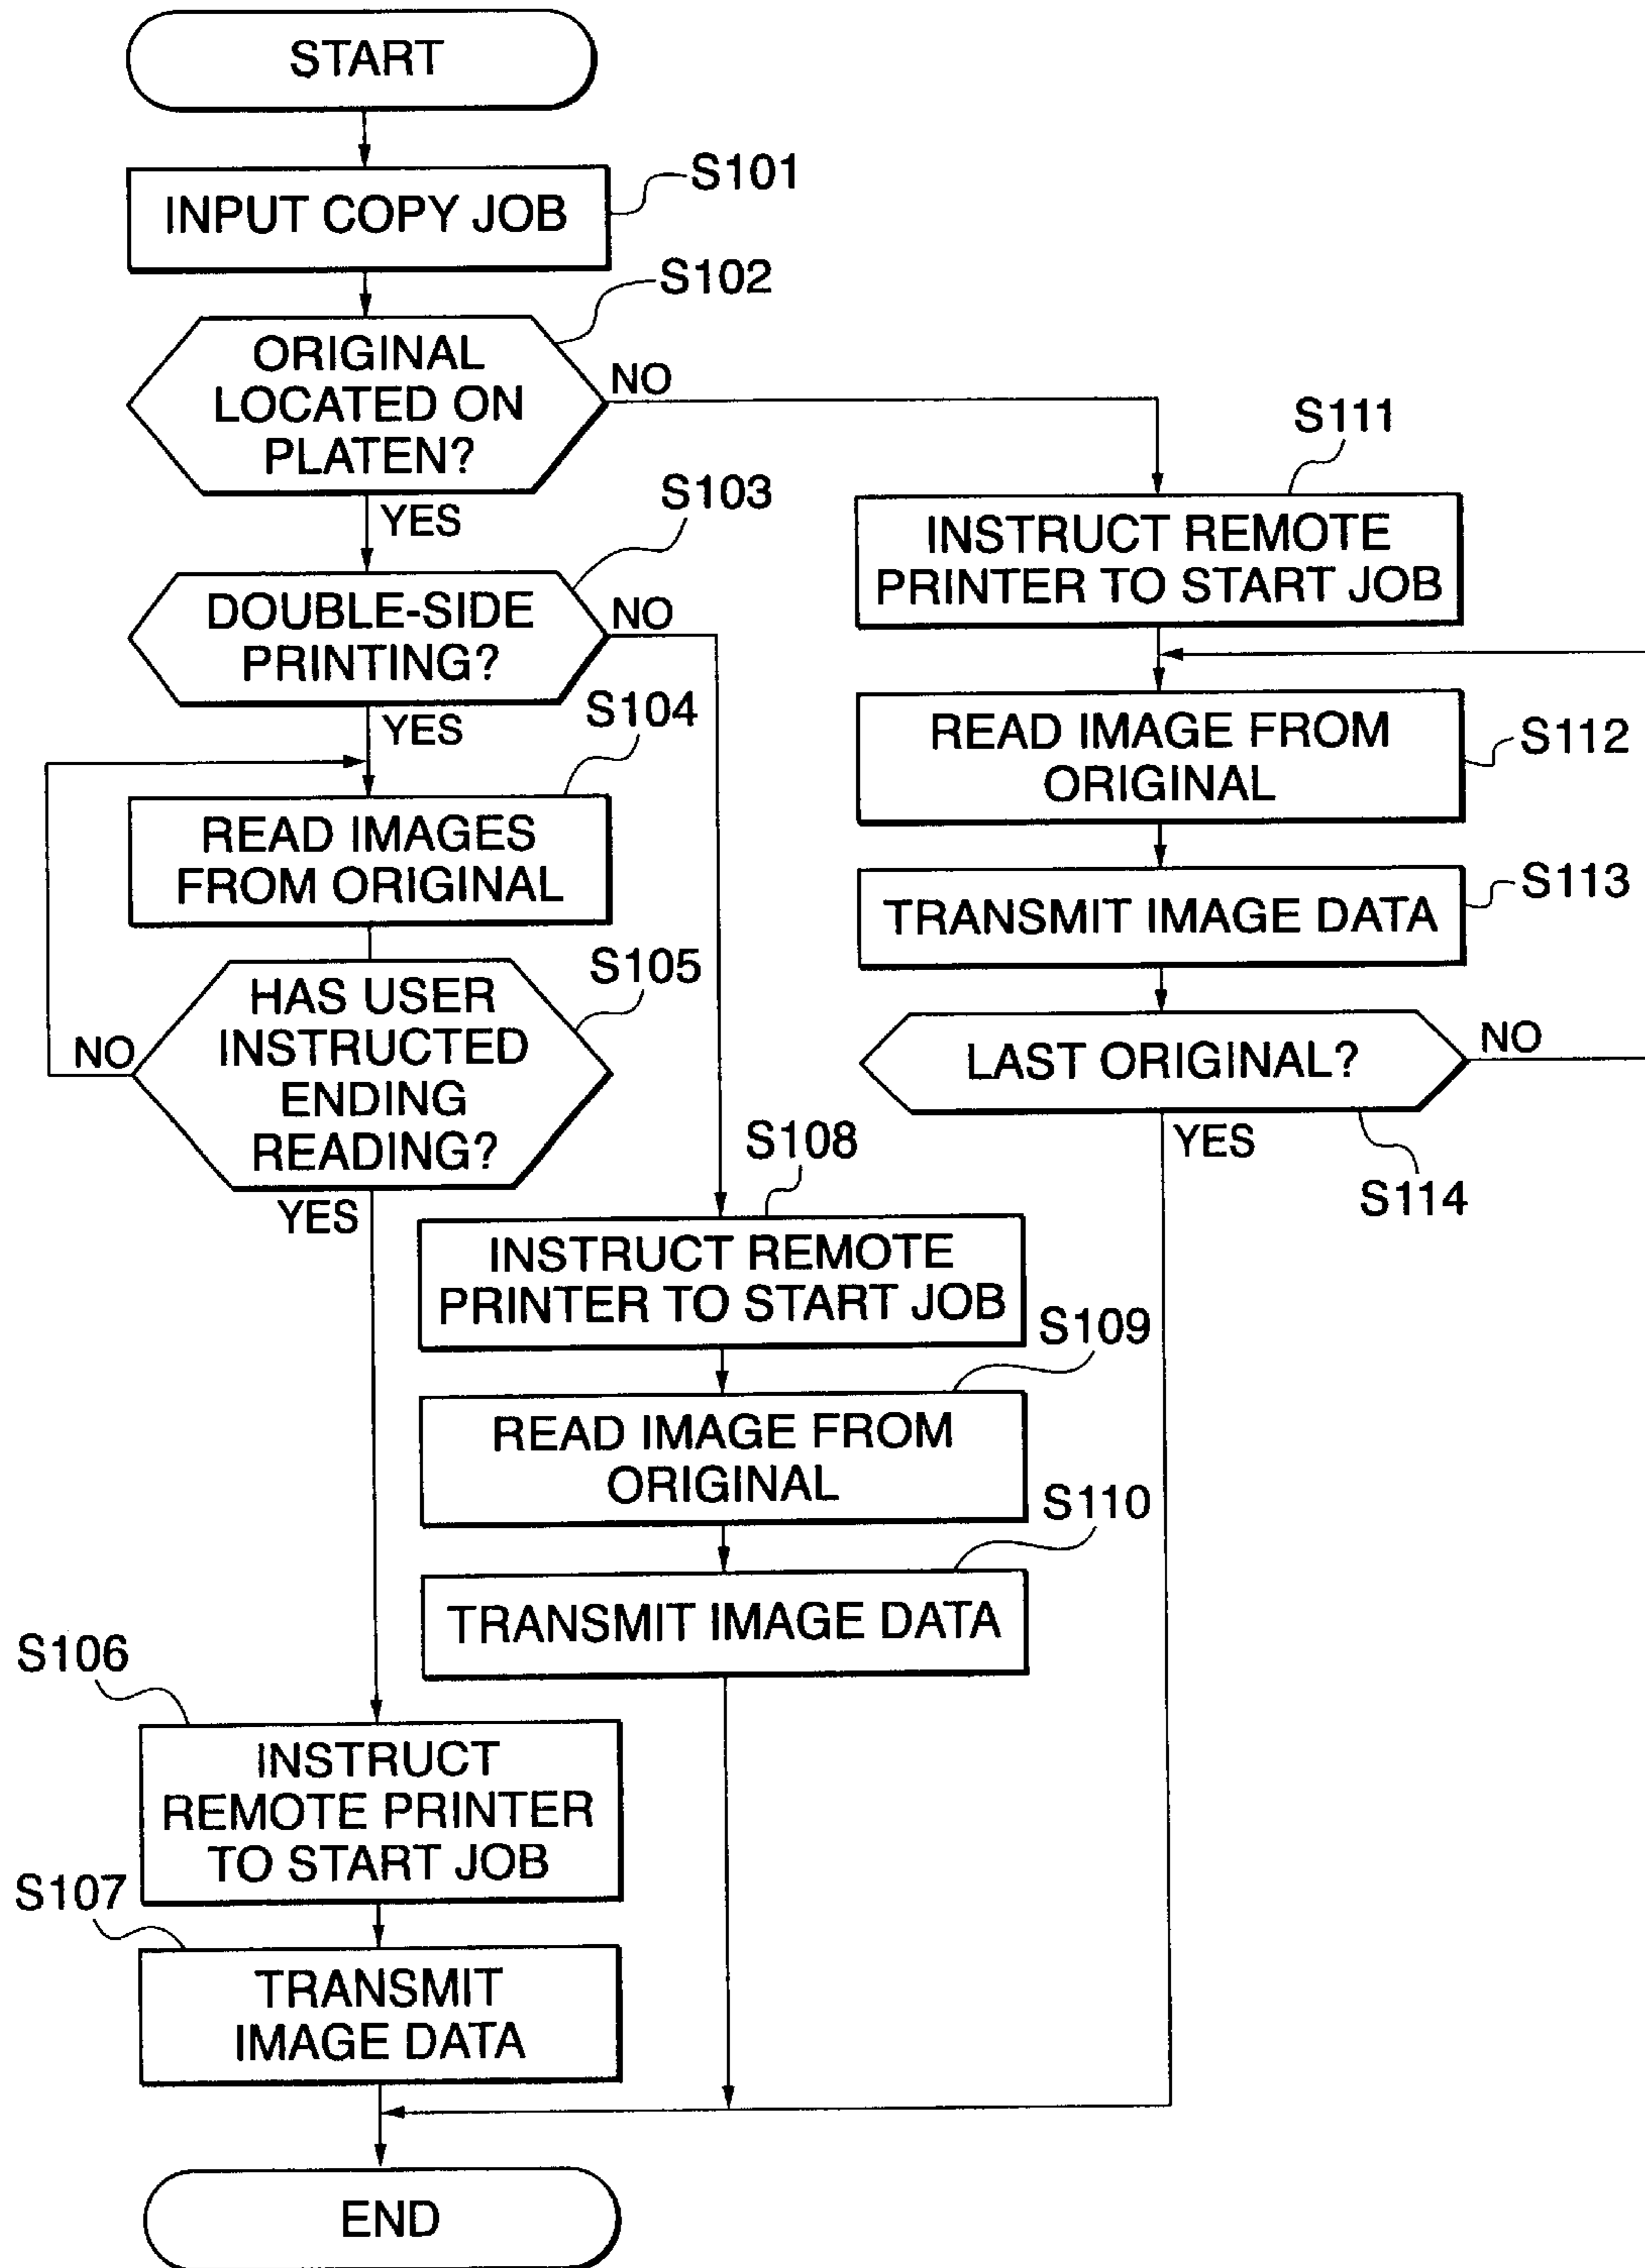 START
S101
INPUT COPY JOB
S102
ORIGINAL
LOCATED ON
PLATEN?
NO
YES
S103
DOUBLE-SIDE
PRINTING?
NO
YES
S104
READ IMAGES
FROM ORIGINAL
S105
HAS USER
INSTRUCTED
ENDING
READING?
NO
YES
S106
INSTRUCT
REMOTE PRINTER
TO START JOB
S107
TRANSMIT
IMAGE DATA
END
S108
INSTRUCT REMOTE
PRINTER TO START JOB
S109
READ IMAGE FROM
ORIGINAL
S110
TRANSMIT IMAGE DATA
S111
INSTRUCT REMOTE
PRINTER TO START JOB
READ IMAGE FROM
ORIGINAL
S112
TRANSMIT IMAGE DATA
S113
LAST ORIGINAL?
NO
YES
S114